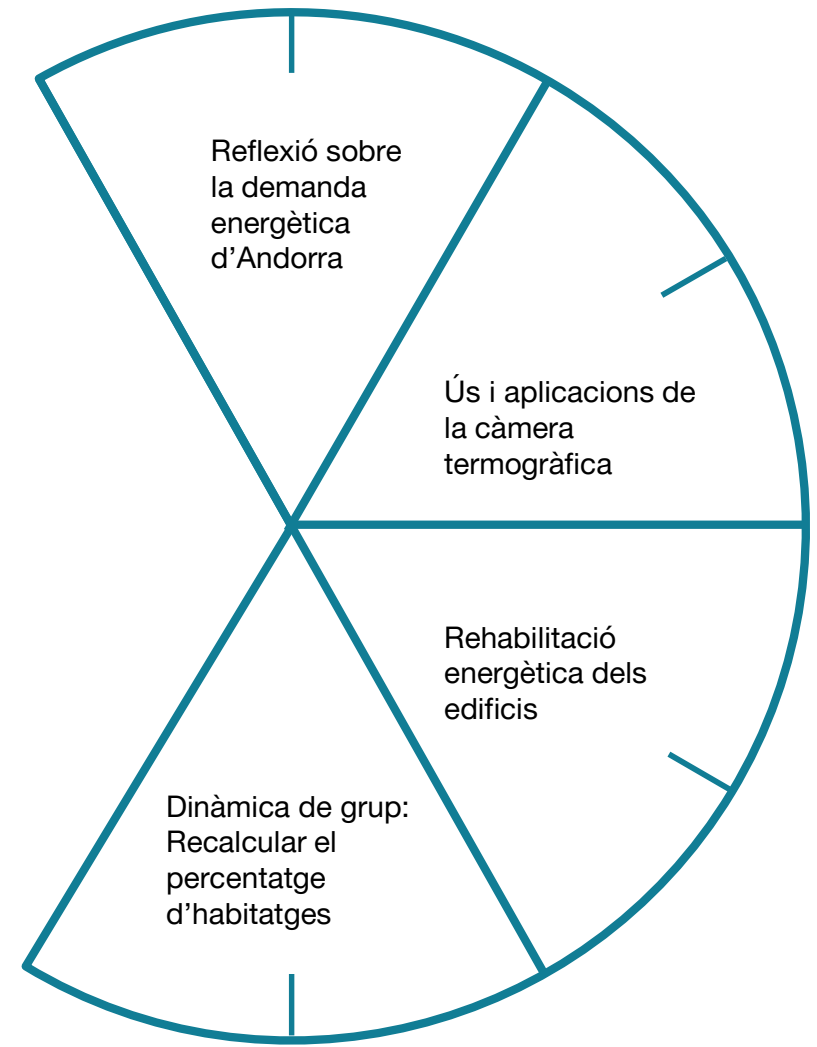 Reflexió sobre
la demanda
energètica
d’Andorra
Ús i aplicacions de
la càmera
termogràfica
Rehabilitació
energètica dels
edificis
Dinàmica de grup:
Recalcular el
percentatge
d’habitatges